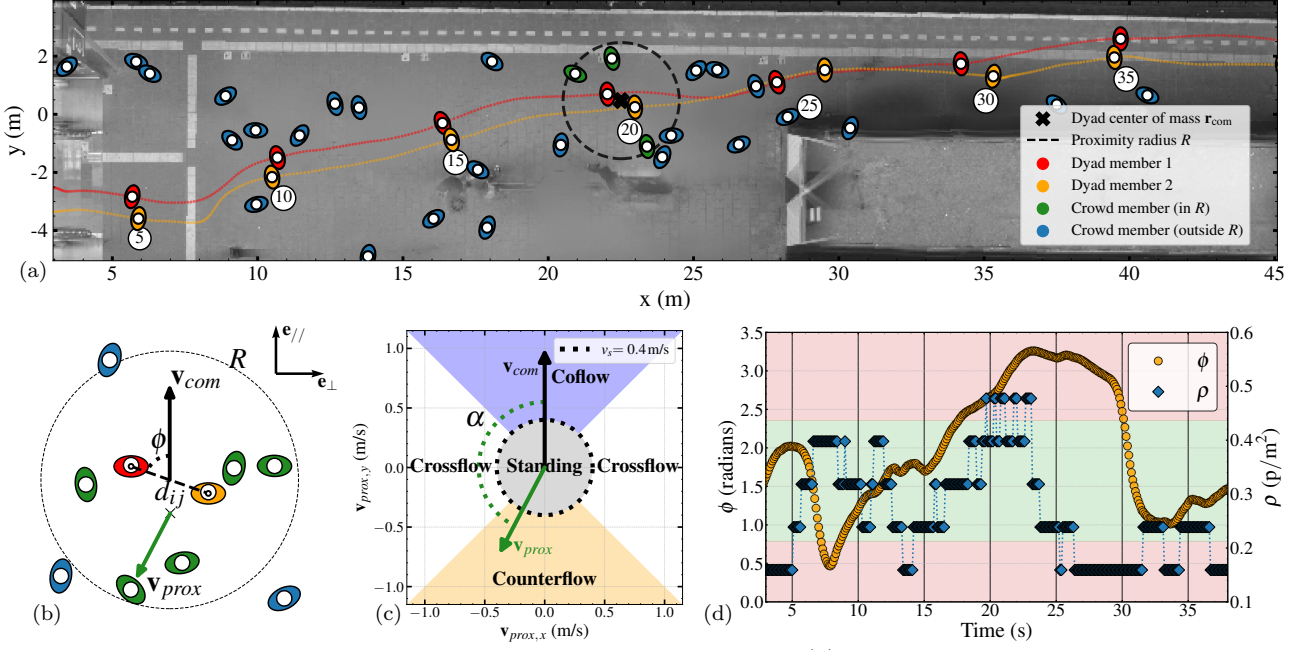 y (m)
2
0
-2
-4
5
10
15
20
25
30
35
Dyad center of mass r_com
Proximity radius R
Dyad member 1
Dyad member 2
Crowd member (in R)
Crowd member (outside R)
(a)
5 10 15 20 25 30 35 40 45
x (m)
e_//
e_⊥
R
v_com
ϕ
d_ij
v_prox
(b)
v_prox,y (m/s)
1.0
0.5
0.0
−0.5
−1.0
v_s = 0.4 m/s
v_com
Coflow
α
Crossflow
Standing
Crossflow
v_prox
Counterflow
−1.0 −0.5 0.0 0.5 1.0
v_prox,x (m/s)
(c)
ϕ (radians)
3.5
3.0
2.5
2.0
1.5
1.0
0.5
0.0
ϕ
ρ
0.6
0.5
0.4
0.3
0.2
0.1
ρ (p/m²)
5 10 15 20 25 30 35
Time (s)
(d)